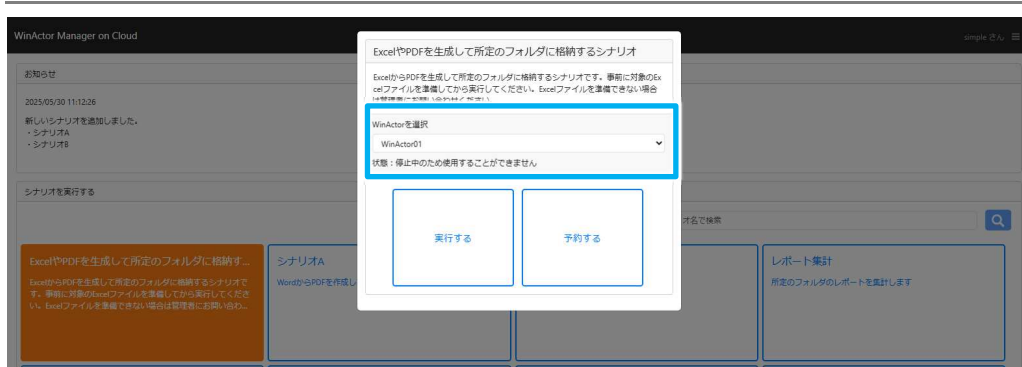 WinActor Manager on Cloud
simple さん
お知らせ
2025/05/30 11:12:26
新しいシナリオを追加しました。
・シナリオA
・シナリオB
ExcelやPDFを生成して所定のフォルダに格納するシナリオ
ExcelからPDFを生成して所定のフォルダに格納するシナリオです。事前に対象のEx
celファイルを準備してから実行してください。Excelファイルを準備できない場合
は管理者にお問い合わせください
WinActorを選択
WinActor01
状態：停止中のため使用することができません
実行する
予約する
シナリオを実行する
オ名で検索
ExcelやPDFを生成して所定のフォルダに格納す...
ExcelからPDFを生成して所定のフォルダに格納するシナリオで
す。事前に対象のExcelファイルを準備してから実行してくださ
い。Excelファイルを準備できない場合は管理者にお問い合わ...
シナリオA
WordからPDFを作成し
レポート集計
所定のフォルダのレポートを集計します